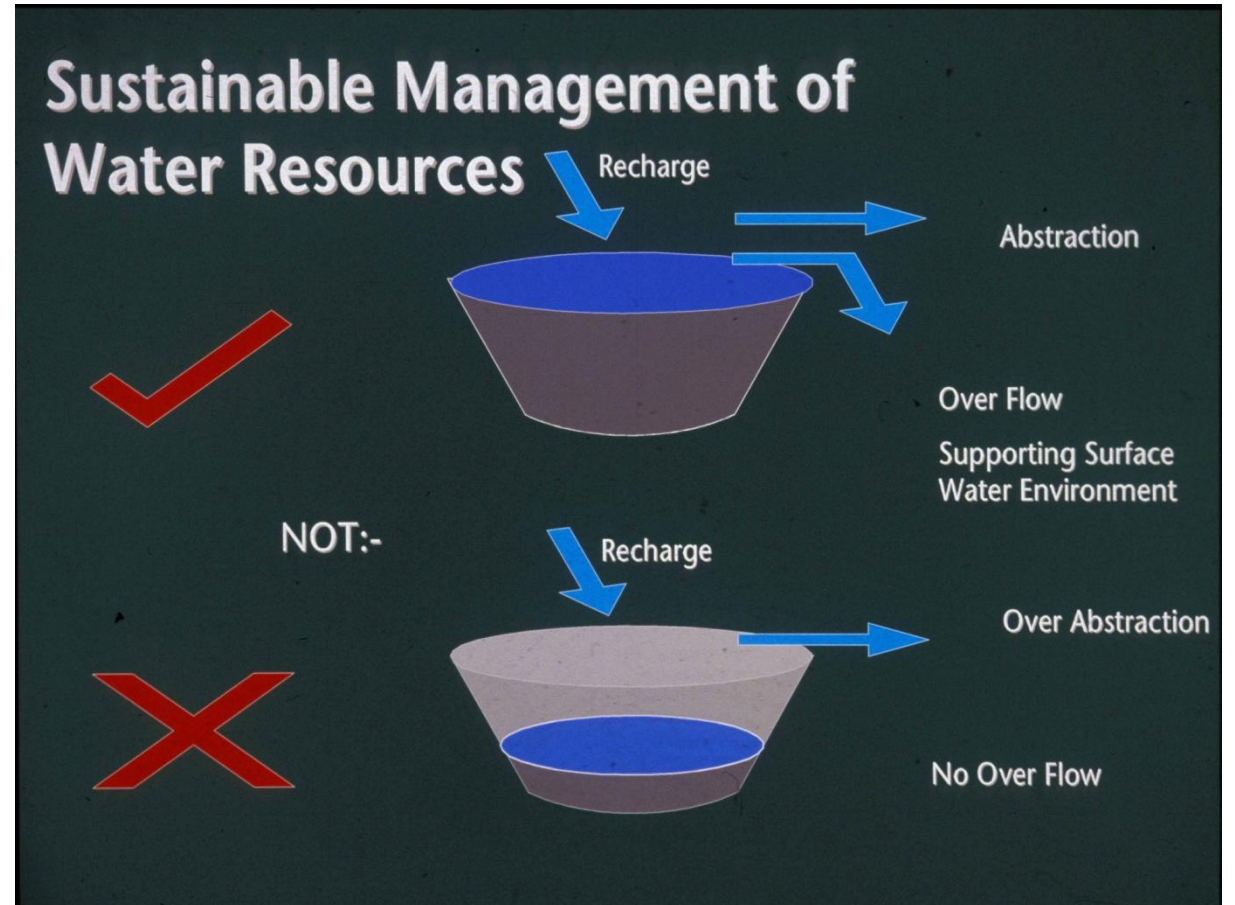 Sustainable Management of
Water Resources
Recharge
Abstraction
Over Flow
Supporting Surface
Water Environment
NOT:-
Recharge
Over Abstraction
No Over Flow